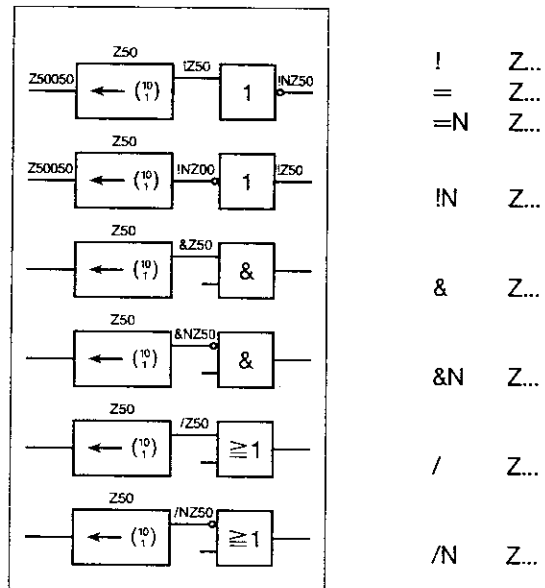 Z50
Z50050 ← (10 1) !Z50 1 !NZ50
Z50
Z50050 ← (10 1) !NZ00 1 !Z50
Z50
← (10 1) &Z50 &
Z50
← (10 1) &NZ50 &
Z50
← (10 1) /Z50 ≧1
Z50
← (10 1) /NZ50 ≧1
! Z...
= Z...
=N Z...
!N Z...
& Z...
&N Z...
/ Z...
/N Z...